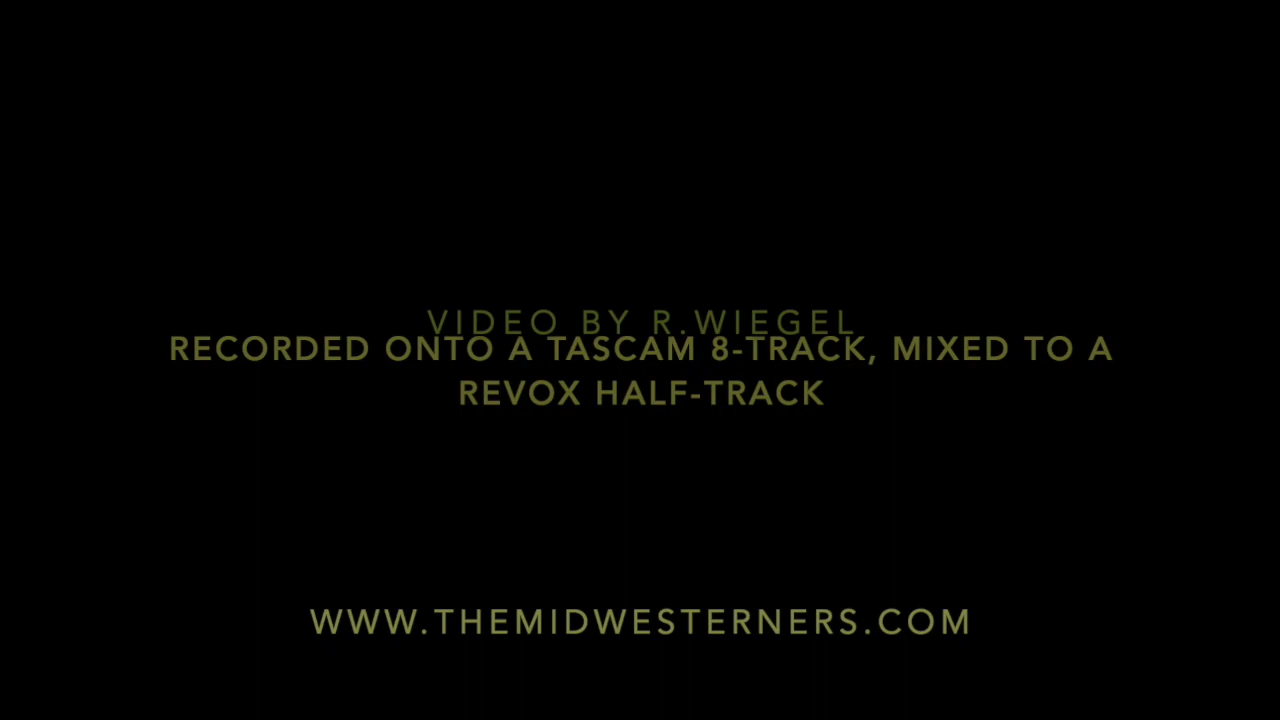 VIDEO BY R.WIEGEL
RECORDED ONTO A TASCAM 8-TRACK, MIXED TO A
REVOX HALF-TRACK
WWW.THEMIDWESTERNERS.COM